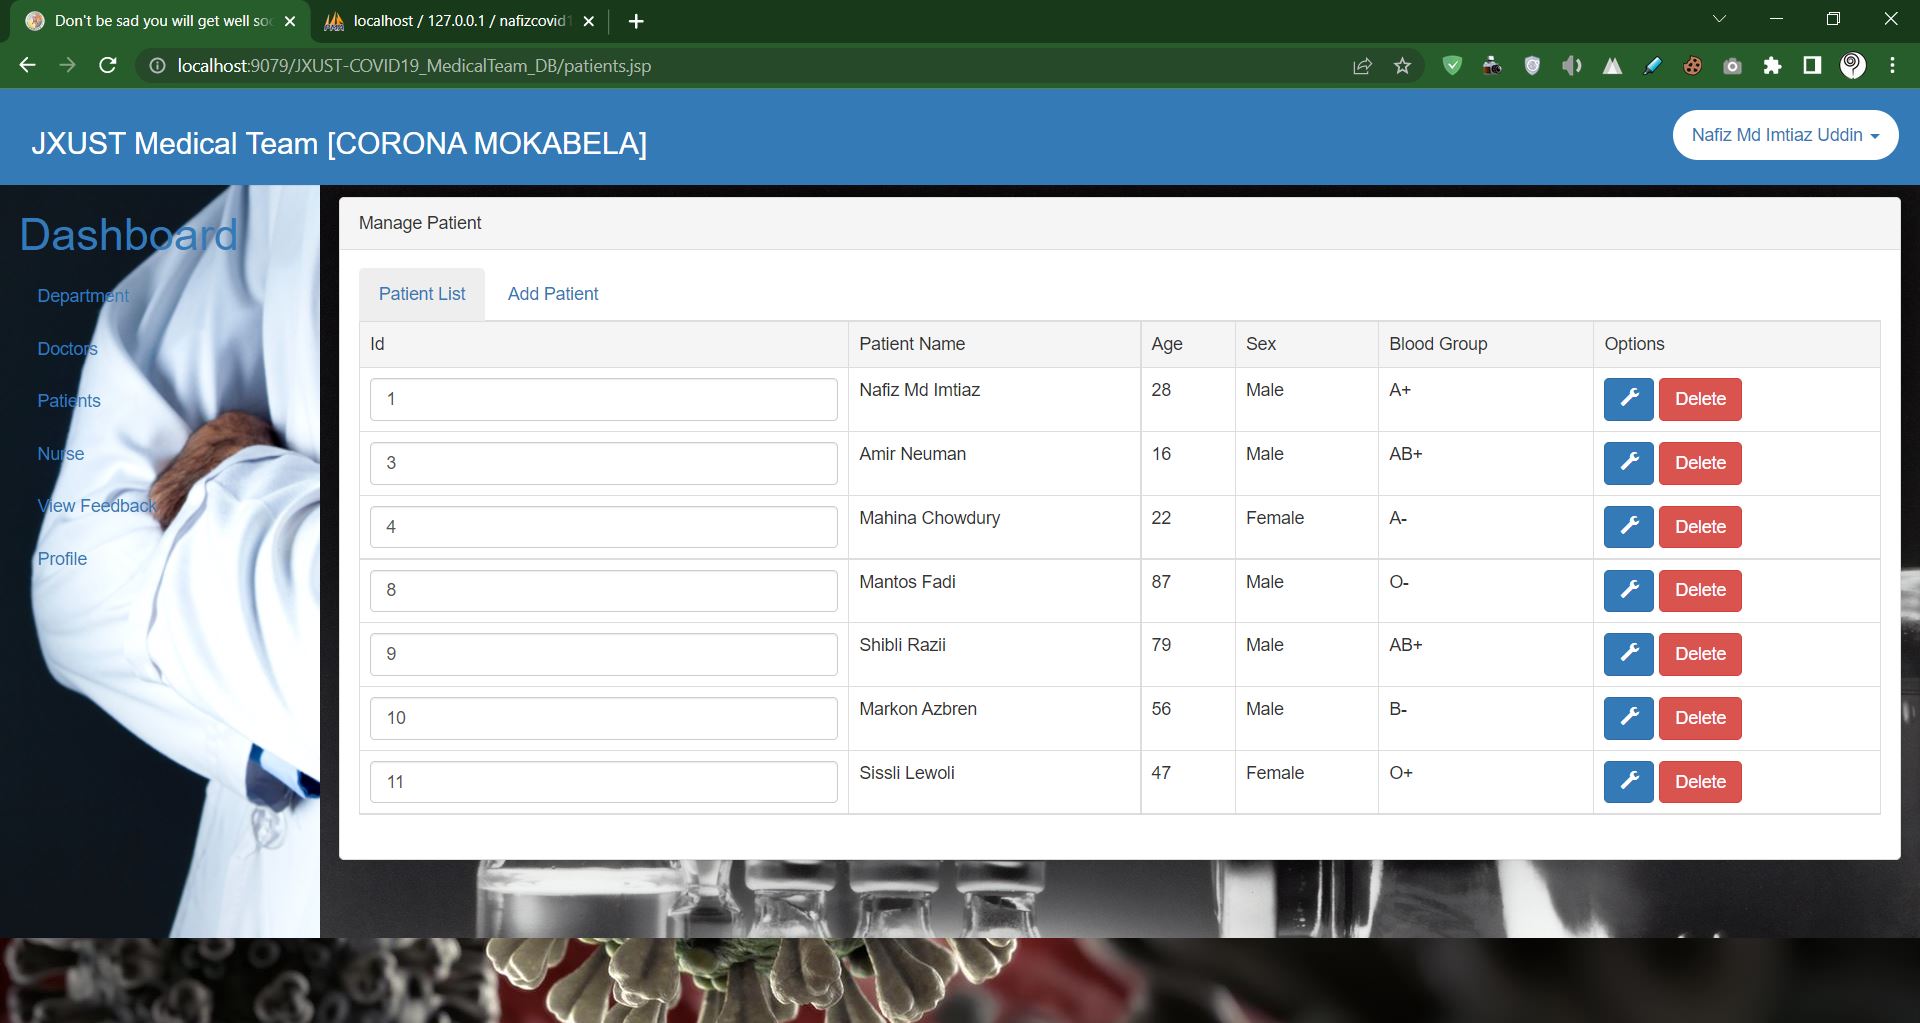 Don't be sad you will get well soo
localhost / 127.0.0.1 / nafizcovid1
localhost:9079/JXUST-COVID19_MedicalTeam_DB/patients.jsp
JXUST Medical Team [CORONA MOKABELA]
Nafiz Md Imtiaz Uddin
Dashboard
Department
Doctors
Patients
Nurse
View Feedback
Profile
Manage Patient
Patient List Add Patient
Id Patient Name Age Sex Blood Group Options
1 Nafiz Md Imtiaz 28 Male A+ Delete
3 Amir Neuman 16 Male AB+ Delete
4 Mahina Chowdury 22 Female A- Delete
8 Mantos Fadi 87 Male O- Delete
9 Shibli Razii 79 Male AB+ Delete
10 Markon Azbren 56 Male B- Delete
11 Sissli Lewoli 47 Female O+ Delete